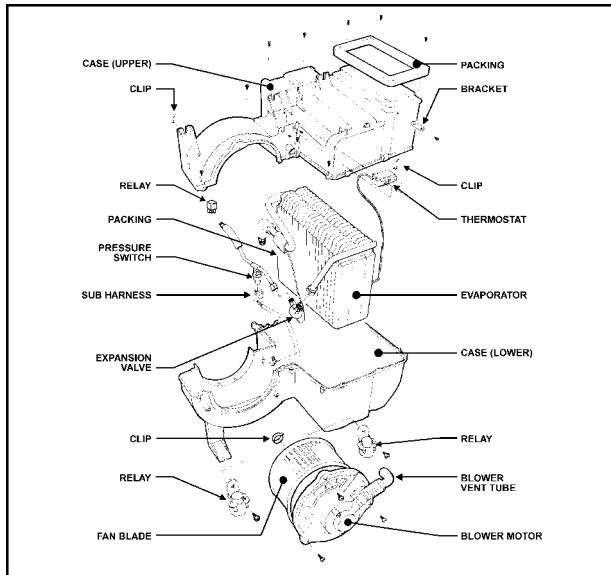 CASE (UPPER)
CLIP
RELAY
PACKING
PRESSURE
SWITCH
SUB HARNESS
EXPANSION
VALVE
CLIP
RELAY
FAN BLADE
PACKING
BRACKET
CLIP
THERMOSTAT
EVAPORATOR
CASE (LOWER)
RELAY
BLOWER
VENT TUBE
BLOWER MOTOR